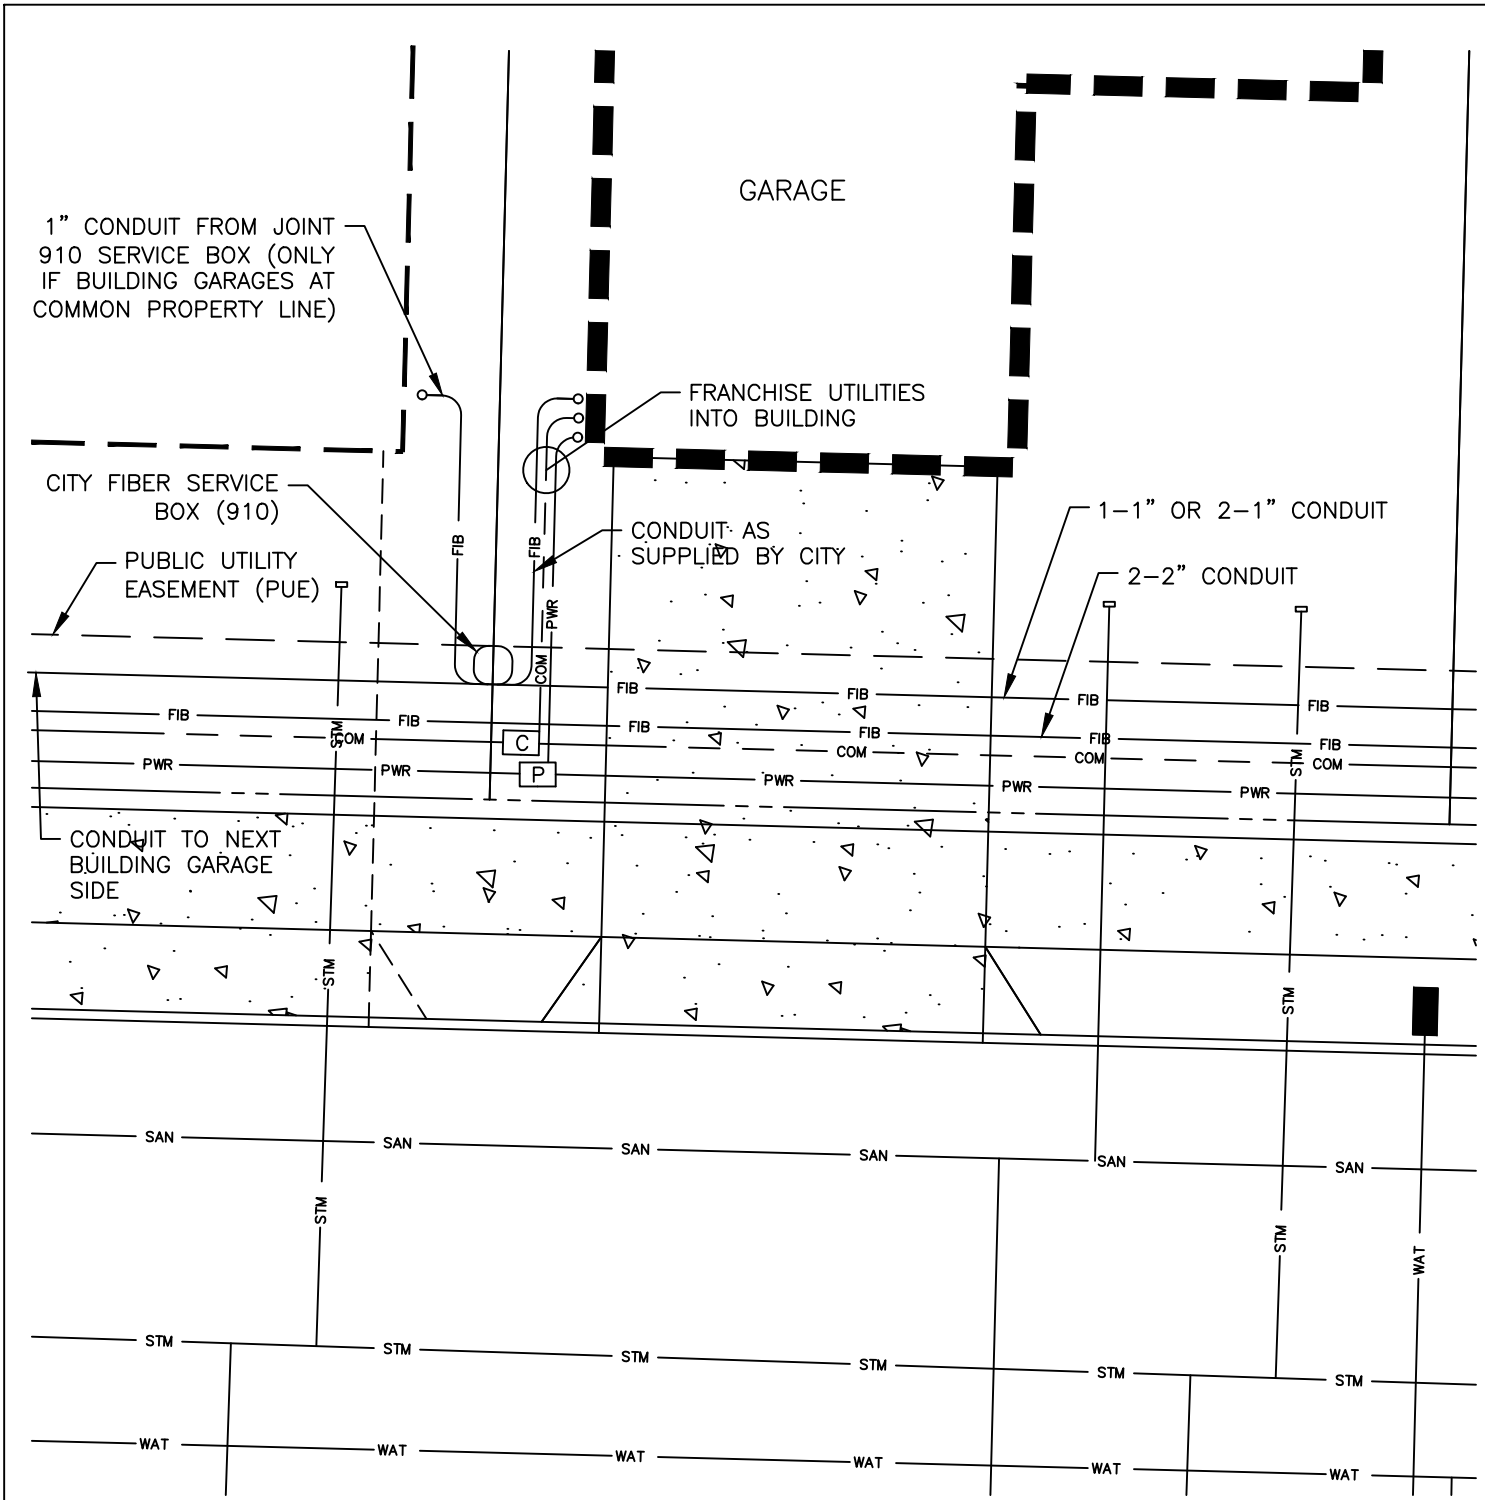 GARAGE
1” CONDUIT FROM JOINT
910 SERVICE BOX (ONLY
IF BUILDING GARAGES AT
COMMON PROPERTY LINE)
FRANCHISE UTILITIES
INTO BUILDING
CITY FIBER SERVICE
BOX (910)
CONDUIT AS
SUPPLIED BY CITY
1-1” OR 2-1” CONDUIT
PUBLIC UTILITY
EASEMENT (PUE)
2-2” CONDUIT
FIB
FIB
PWR
COM
FIB FIB FIB FIB
FIB FIB FIB FIB FIB FIB
STM
COM C COM COM COM
STM
PWR PWR P PWR PWR PWR
CONDUIT TO NEXT
BUILDING GARAGE
SIDE
STM
STM
SAN SAN SAN SAN SAN SAN
STM
STM
WAT
STM STM STM STM STM STM
WAT WAT WAT WAT WAT WAT